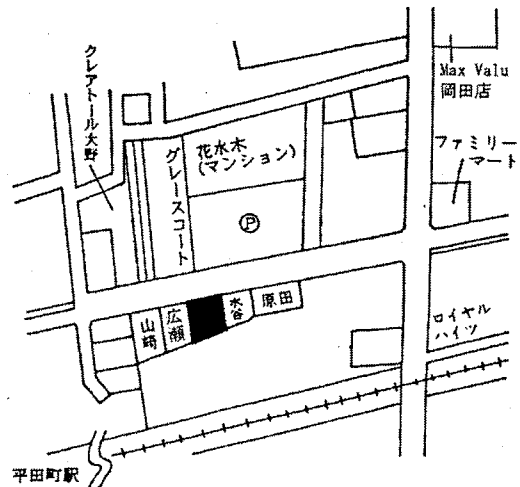 クレアトール大野
Max Valu
岡田店
花水木
(マンション)
グレースコート
ファミリー
マート
P
山崎
広瀬
水谷
原田
ロイヤル
ハイツ
平田町駅